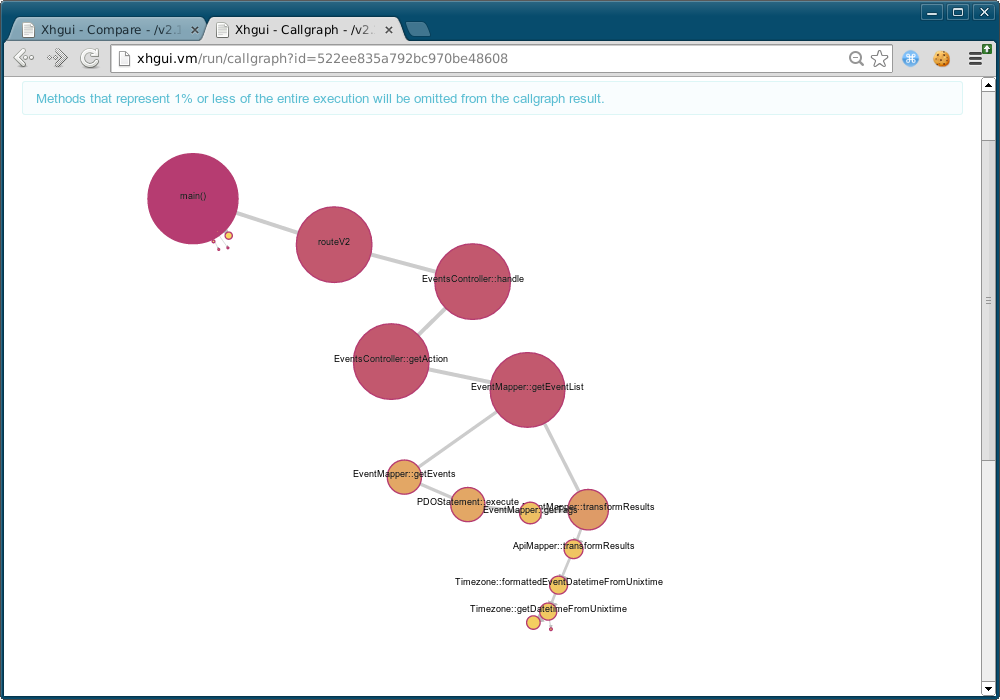 Xhgui - Compare - /v2.1
Xhgui - Callgraph - /v2.
xhgui.vm/run/callgraph?id=522ee835a792bc970be48608
Methods that represent 1% or less of the entire execution will be omitted from the callgraph result.
main()
routeV2
EventsController::handle
EventsController::getAction
EventMapper::getEventList
EventMapper::getEvents
PDOStatement::execute
EventMapper::getTags
EventMapper::transformResults
ApiMapper::transformResults
Timezone::formattedEventDatetimeFromUnixtime
Timezone::getDatetimeFromUnixtime